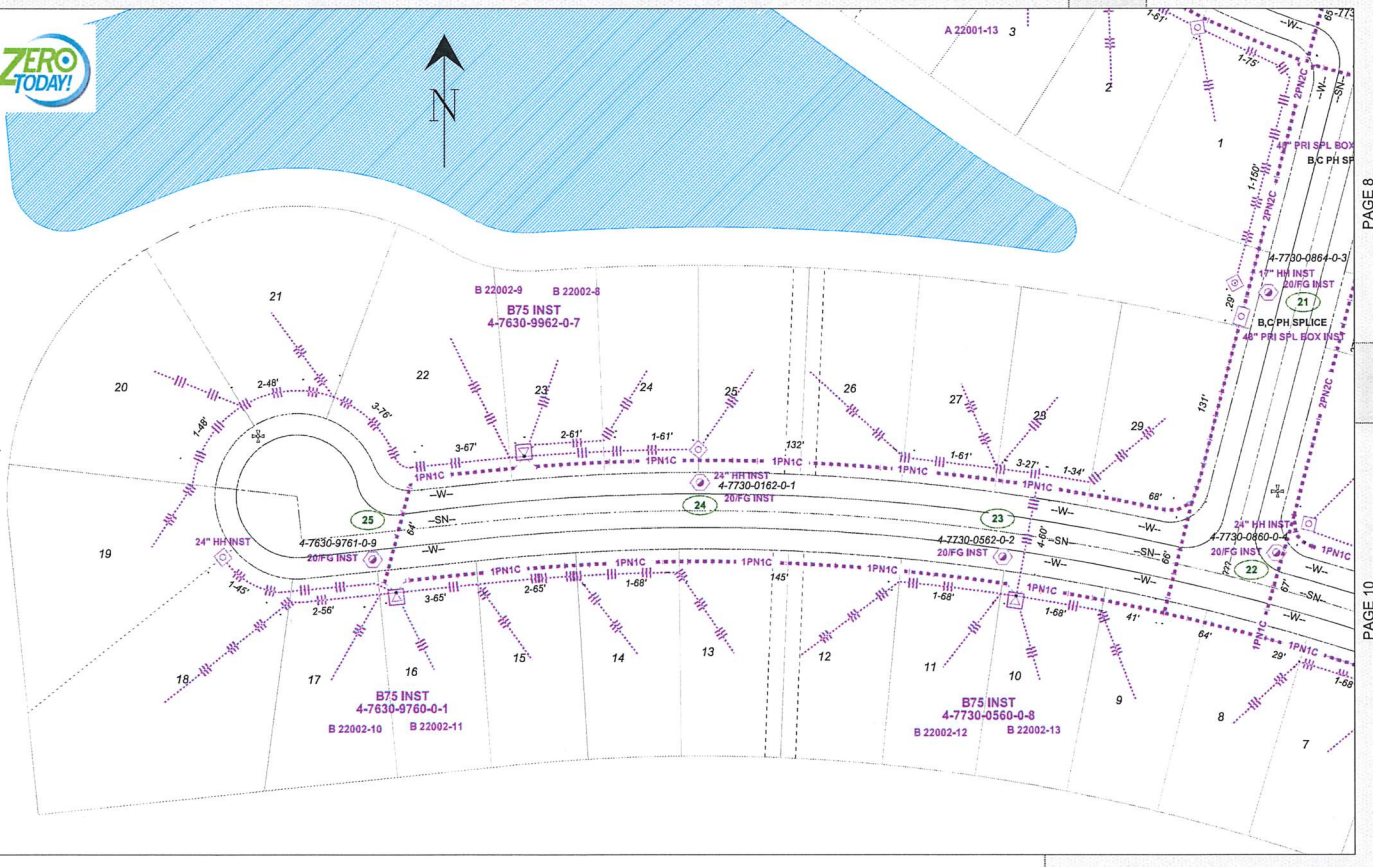 ZERO
TODAY!
N
A 22001-13
3
2
1
1-61'
1-75'
--W--
--W--
--SN--
2PN2C
2PN2C
1-150'
PRI SPL BOX
B,C PH SP
PAGE 8
4-7730-0864-0-3
17" HH INST
20/FG INST
21
29'
B,C PH SPLICE
48" PRI SPL BOX INST
2PN2C
131'
B 22002-9
B 22002-8
B75 INST
4-7630-9962-0-7
21
20
22
23
24
25
26
27
28
29
2-48'
1-48'
3-76'
3-67'
2-61'
1-61'
132'
1-61'
3-27'
1-34'
68'
1PN1C
1PN1C
1PN1C
1PN1C
1PN1C
24" HH INST
4-7730-0162-0-1
20/FG INST
24
--W--
--SN--
--W--
64'
25
4-7630-9761-0-9
20/FG INST
24" HH INST
19
23
4-7730-0562-0-2
20/FG INST
4-60'
--W--
--W--
--SN--
--SN--
--W--
--W--
66'
24" HH INST
4-7730-0860-0-4
20/FG INST
22
67'
1PN1C
--W--
--SN--
--W--
1-45'
2-56'
3-65'
2-65'
1-68'
145'
1-68'
1-68'
41'
64'
29'
1-68
1PN1C
1PN1C
1PN1C
1PN1C
1PN1C
1PN1C
1PN1C
1PN1C
18
17
16
15
14
13
12
11
10
9
8
7
B75 INST
4-7630-9760-0-1
B 22002-10
B 22002-11
B75 INST
4-7730-0560-0-8
B 22002-12
B 22002-13
PAGE 10